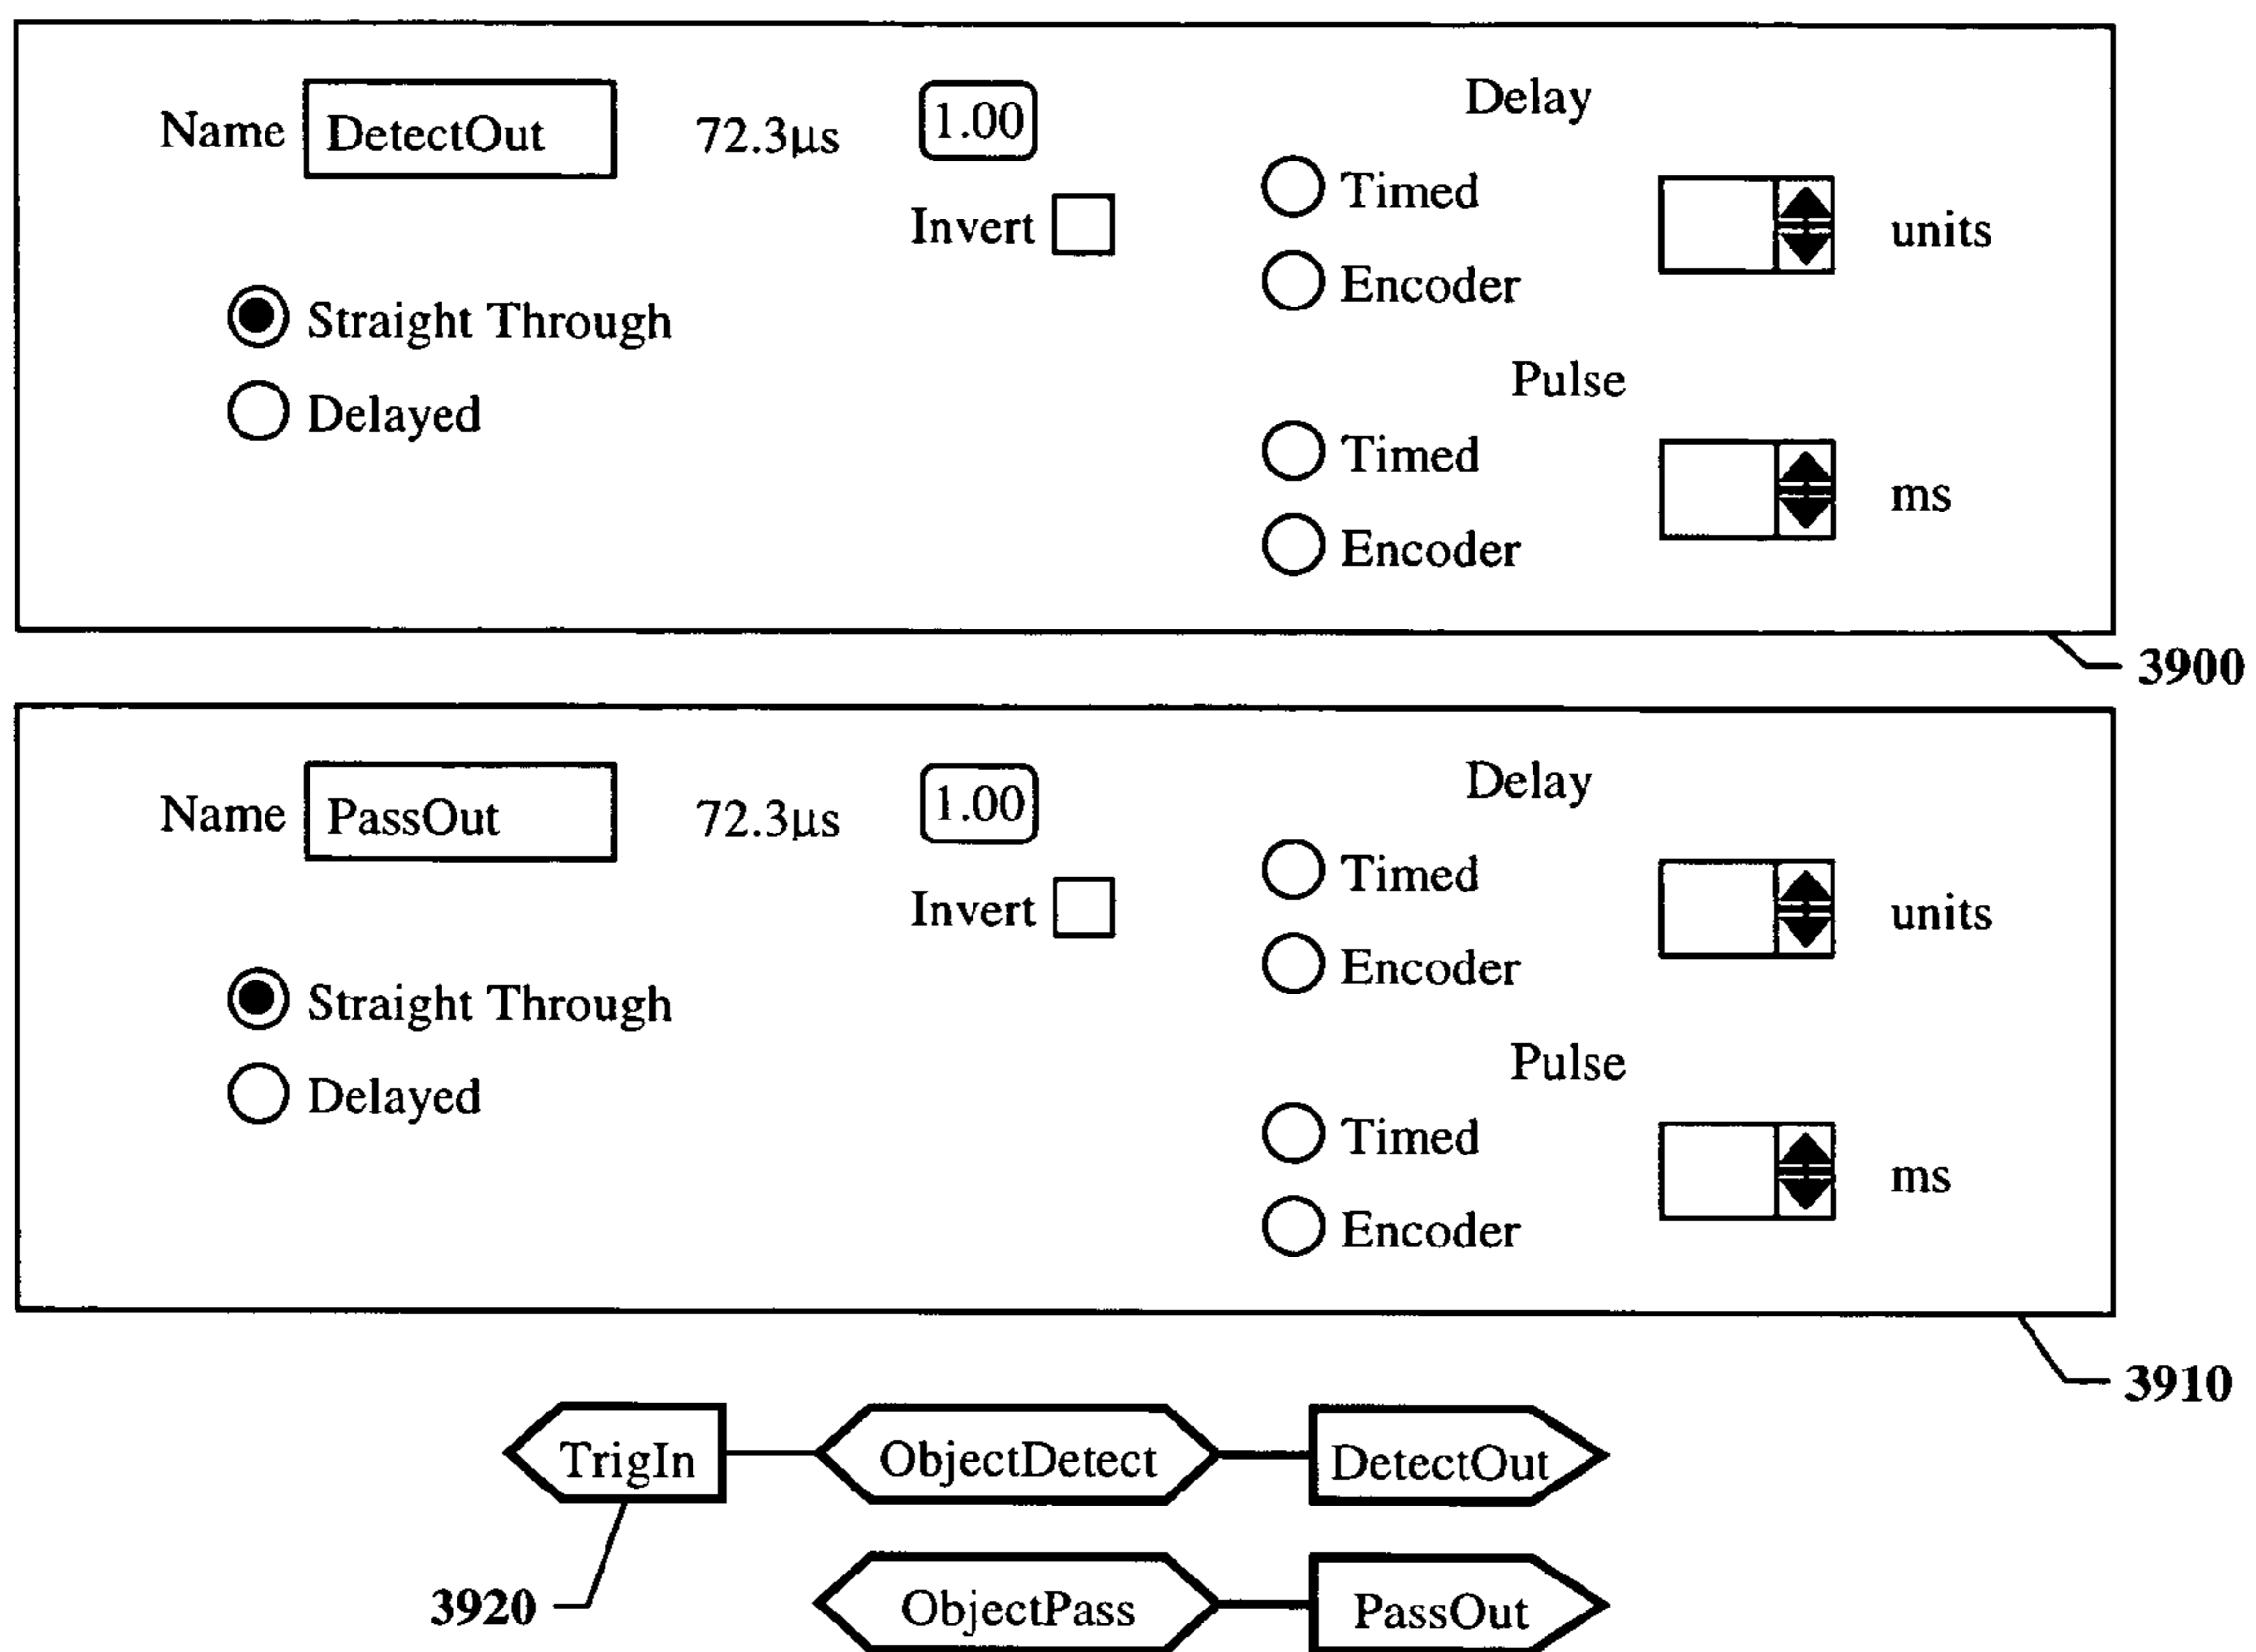 Name DetectOut 72.3µs 1.00 Delay
Timed
Invert units
Encoder
Straight Through
Pulse
Delayed
Timed
ms
Encoder
3900
Name PassOut 72.3µs 1.00 Delay
Timed
Invert units
Encoder
Straight Through
Pulse
Delayed
Timed
ms
Encoder
3910
TrigIn ObjectDetect DetectOut
3920 ObjectPass PassOut